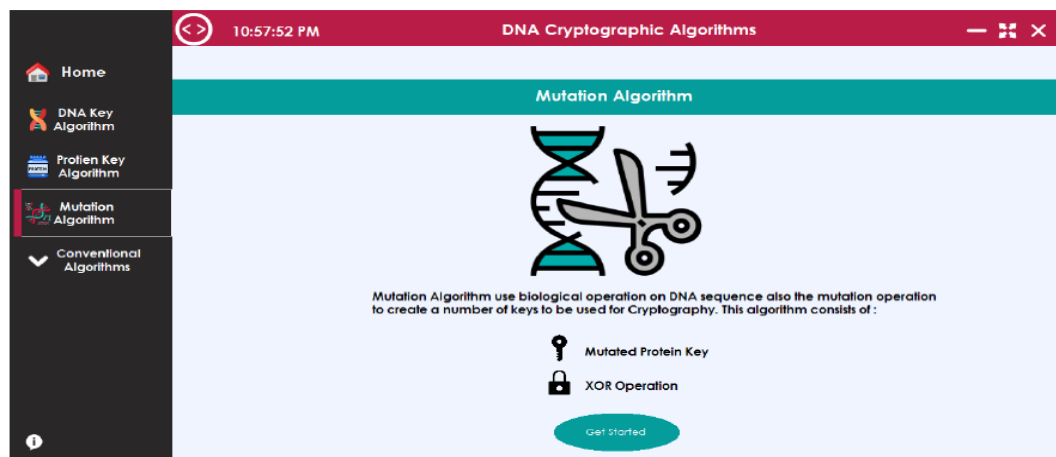 < > 10:57:52 PM DNA Cryptographic Algorithms
Home
DNA Key
Algorithm
Protien Key
Algorithm
Mutation
Algorithm
Conventional
Algorithms
Mutation Algorithm
Mutation Algorithm use biological operation on DNA sequence also the mutation operation
to create a number of keys to be used for Cryptography. This algorithm consists of :
Mutated Protein Key
XOR Operation
Get Started